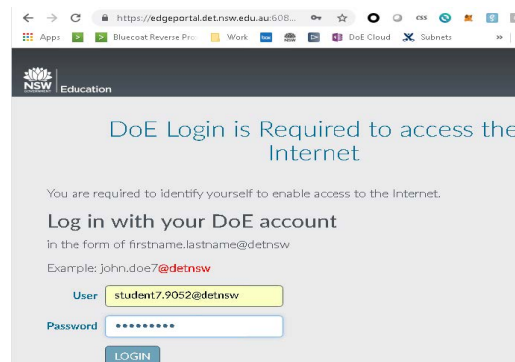 https://edgeportal.det.nsw.edu.au:608...
css
Apps
Bluecoat Reverse Pro
Work
DoE Cloud
Subnets
»
NSW
Education
DoE Login is Required to access the
Internet
You are required to identify yourself to enable access to the Internet.
Log in with your DoE account
in the form of firstname.lastname@detnsw
Example: john.doe7@detnsw
User student7.9052@detnsw
Password •••••••••
LOGIN